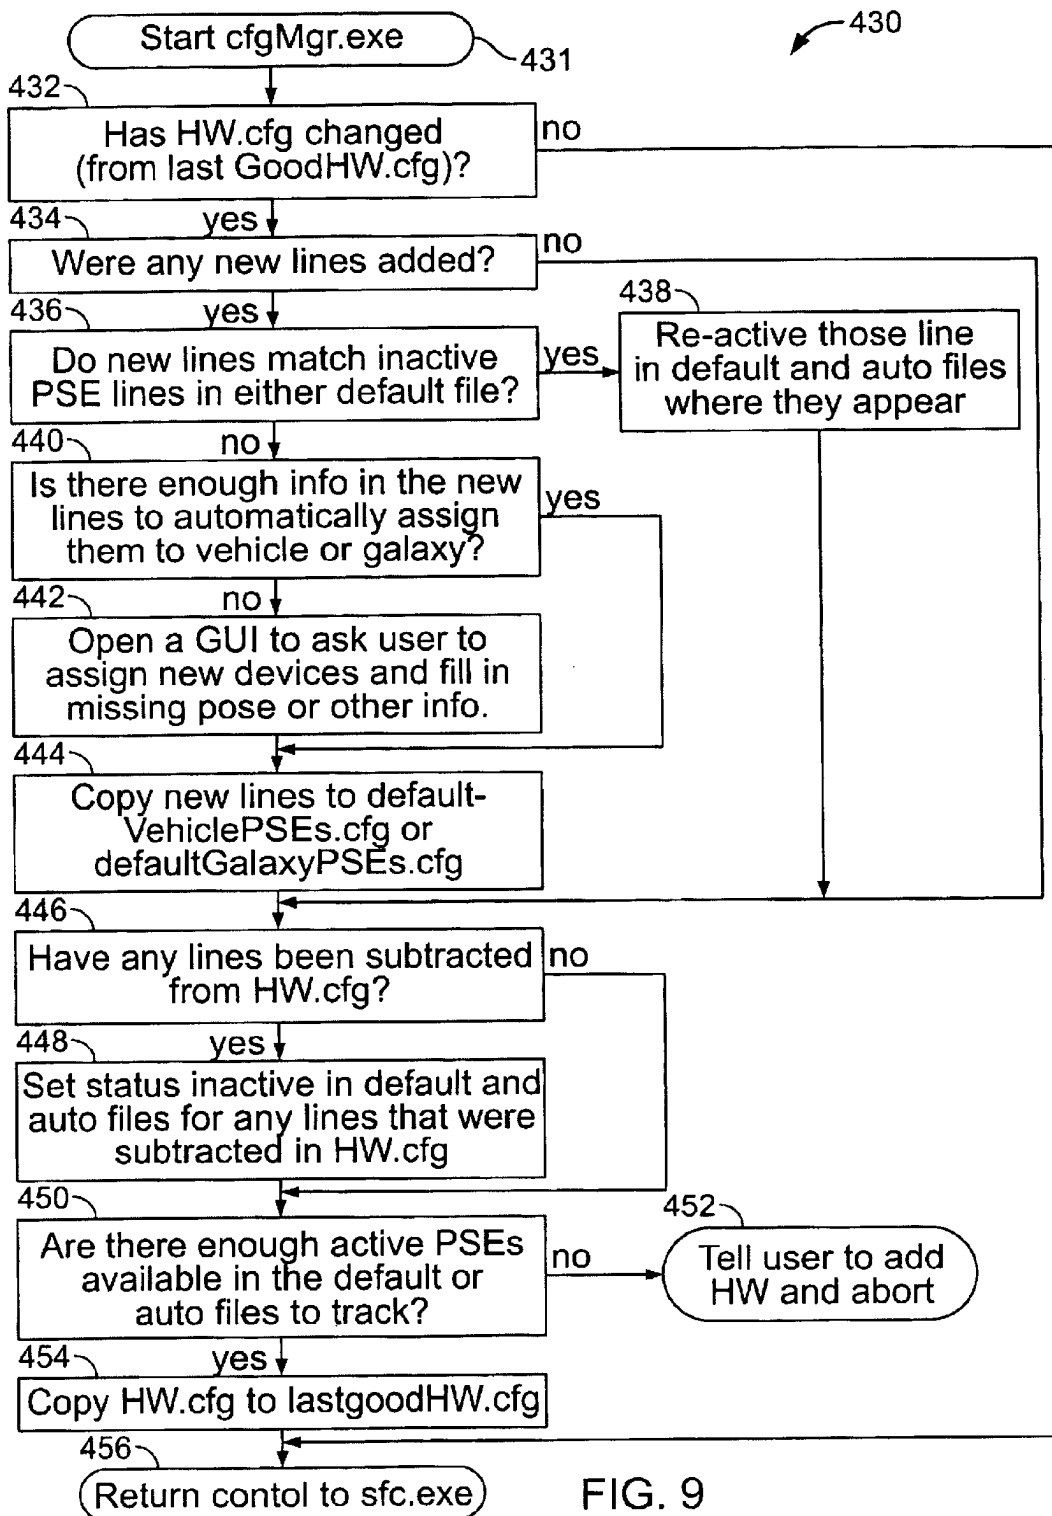 Start cfgMgr.exe
430
431
432
Has HW.cfg changed
(from last GoodHW.cfg)?
no
yes
434
Were any new lines added?
no
yes
436
Do new lines match inactive
PSE lines in either default file?
yes
438
Re-active those line
in default and auto files
where they appear
no
440
Is there enough info in the new
lines to automatically assign
them to vehicle or galaxy?
yes
no
442
Open a GUI to ask user to
assign new devices and fill in
missing pose or other info.
444
Copy new lines to default-
VehiclePSEs.cfg or
defaultGalaxyPSEs.cfg
446
Have any lines been subtracted
from HW.cfg?
no
yes
448
Set status inactive in default and
auto files for any lines that were
subtracted in HW.cfg
450
Are there enough active PSEs
available in the default or
auto files to track?
no
452
Tell user to add
HW and abort
yes
454
Copy HW.cfg to lastgoodHW.cfg
456
Return contol to sfc.exe
FIG. 9